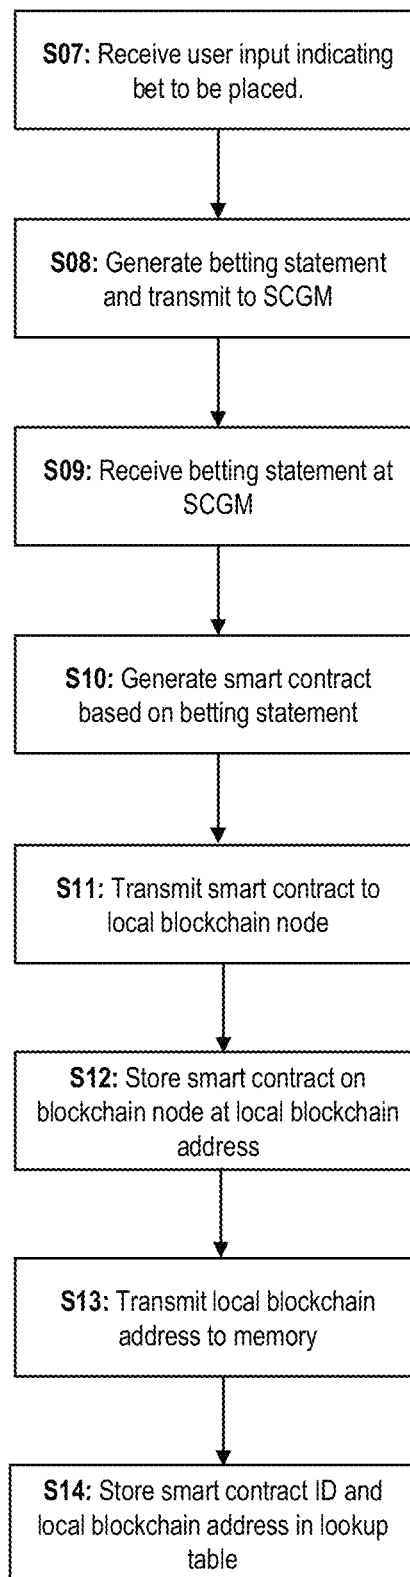 S07: Receive user input indicating
bet to be placed.
S08: Generate betting statement
and transmit to SCGM
S09: Receive betting statement at
SCGM
S10: Generate smart contract
based on betting statement
S11: Transmit smart contract to
local blockchain node
S12: Store smart contract on
blockchain node at local blockchain
address
S13: Transmit local blockchain
address to memory
S14: Store smart contract ID and
local blockchain address in lookup
table